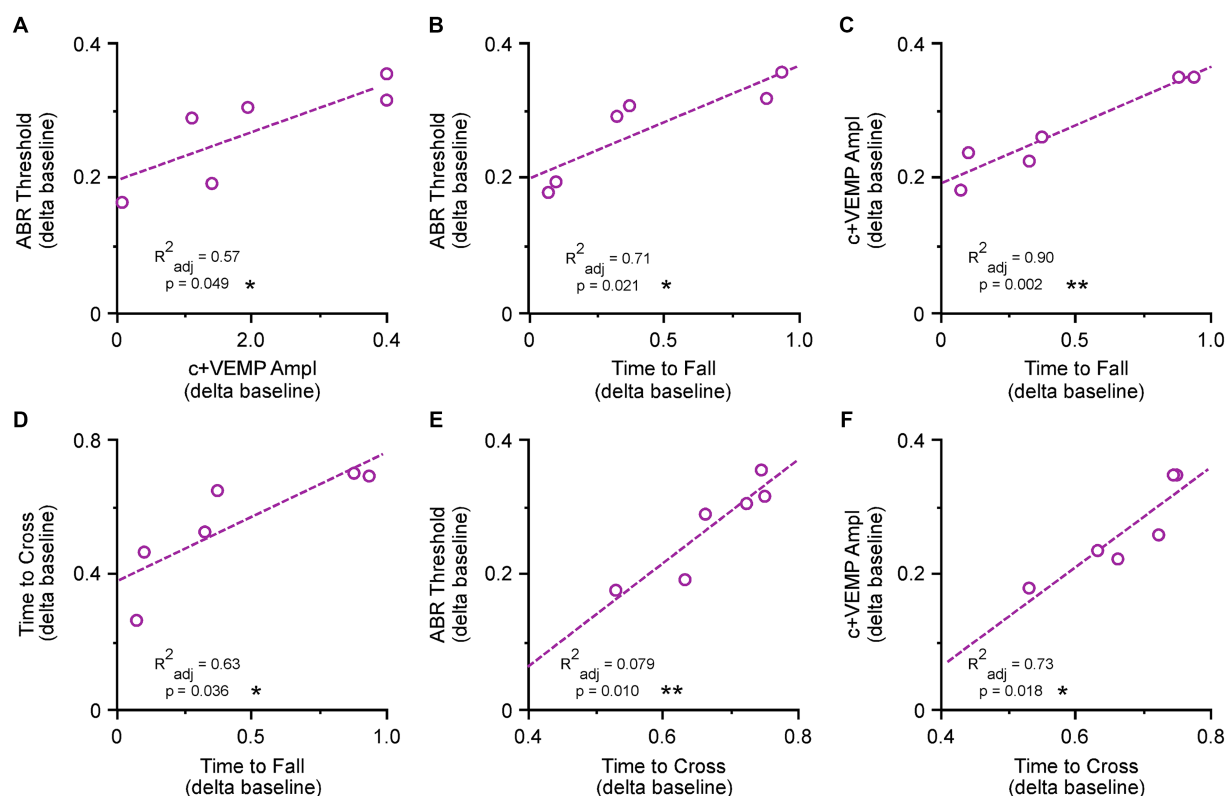 A
0.4
0.2
0
ABR Threshold
(delta baseline)
R2adj = 0.57
p = 0.049 *
0 2.0 0.4
c+VEMP Ampl
(delta baseline)
B
0.4
0.2
0
ABR Threshold
(delta baseline)
R2adj = 0.71
p = 0.021 *
0 0.5 1.0
Time to Fall
(delta baseline)
C
0.4
0.2
0
c+VEMP Ampl
(delta baseline)
R2adj = 0.90
p = 0.002 **
0 0.5 1.0
Time to Fall
(delta baseline)
D
0.8
0.4
0
Time to Cross
(delta baseline)
R2adj = 0.63
p = 0.036 *
0 0.5 1.0
Time to Fall
(delta baseline)
E
0.4
0.2
0
ABR Threshold
(delta baseline)
R2adj = 0.079
p = 0.010 **
0.4 0.6 0.8
Time to Cross
(delta baseline)
F
0.4
0.2
0
c+VEMP Ampl
(delta baseline)
R2adj = 0.73
p = 0.018 *
0.4 0.6 0.8
Time to Cross
(delta baseline)